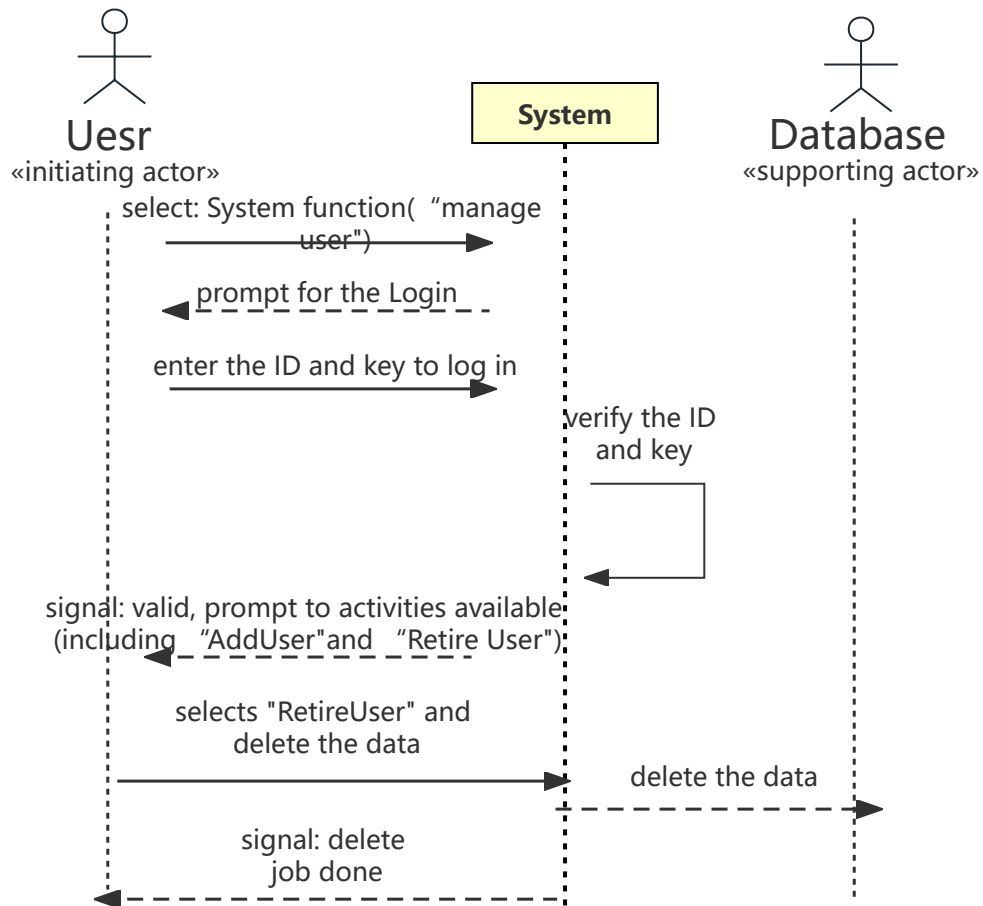 System
Uesr
Database
«initiating actor»
«supporting actor»
select: System function( “manage
user")
prompt for the Login
enter the ID and key to log in
verify the ID
and key
signal: valid, prompt to activities available
(including “AddUser"and “Retire User")
selects "RetireUser" and
delete the data
delete the data
signal: delete
job done